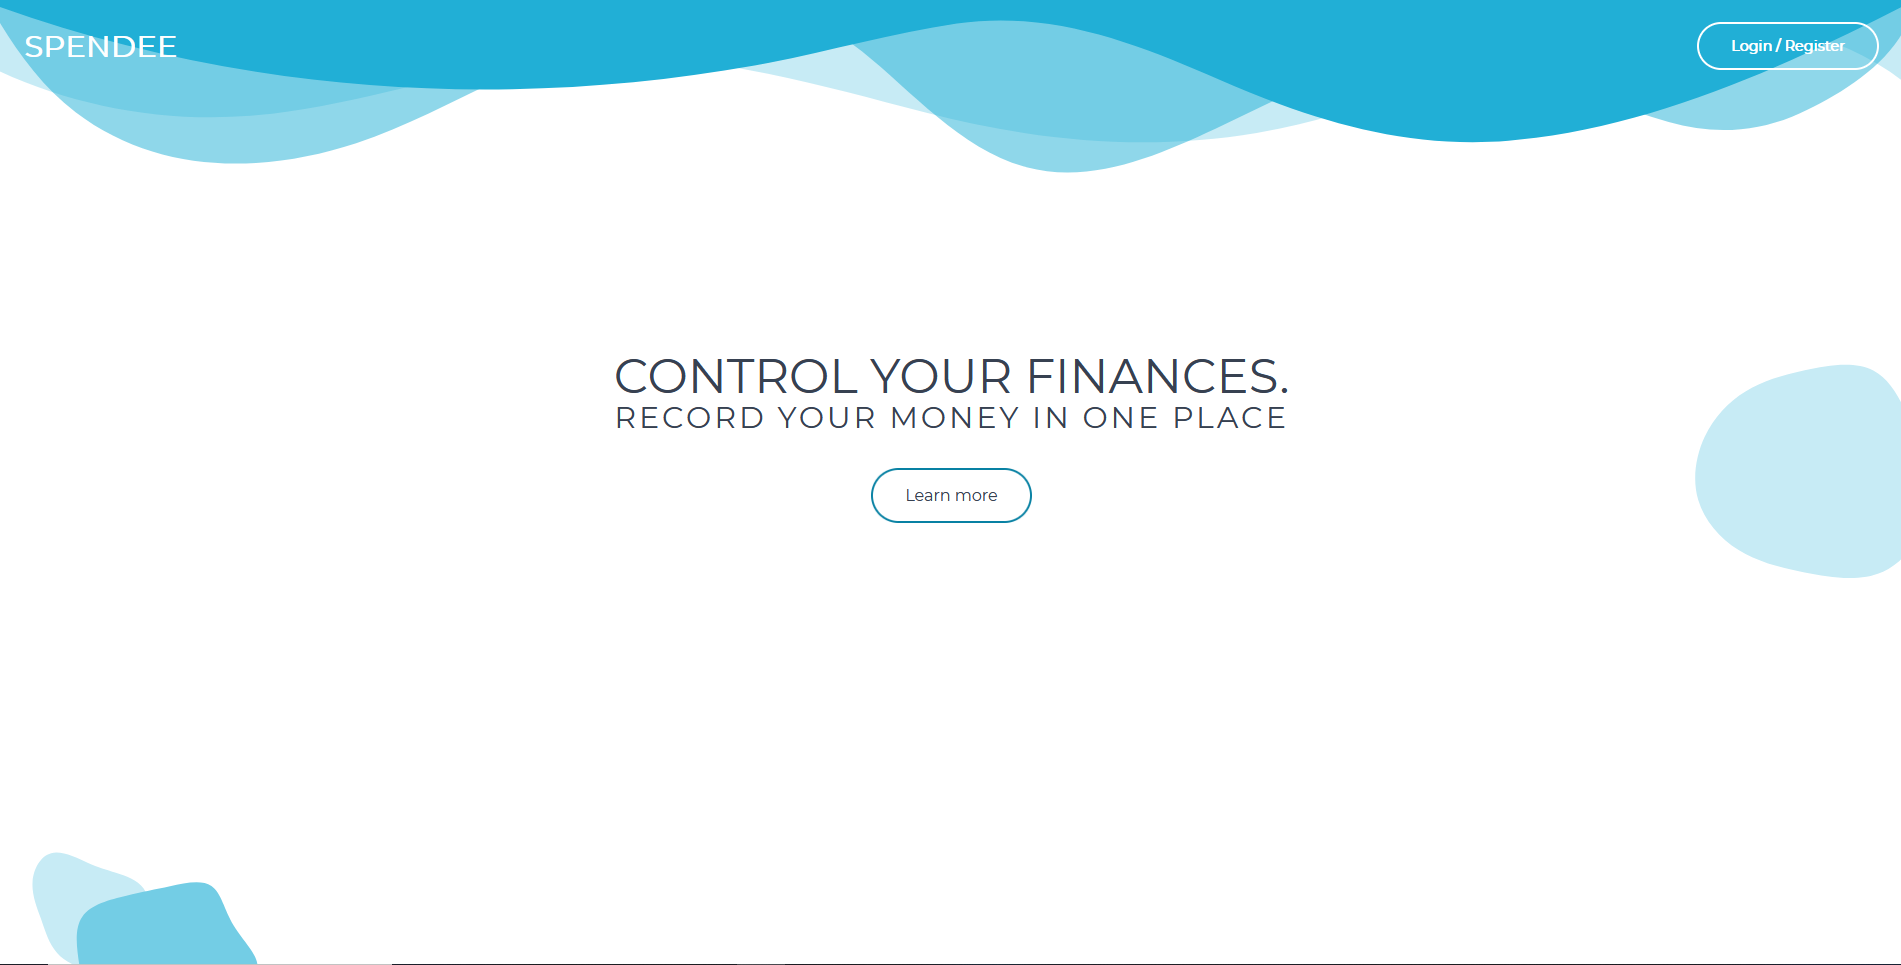 SPENDEE
Login / Register
CONTROL YOUR FINANCES.
RECORD YOUR MONEY IN ONE PLACE
Learn more